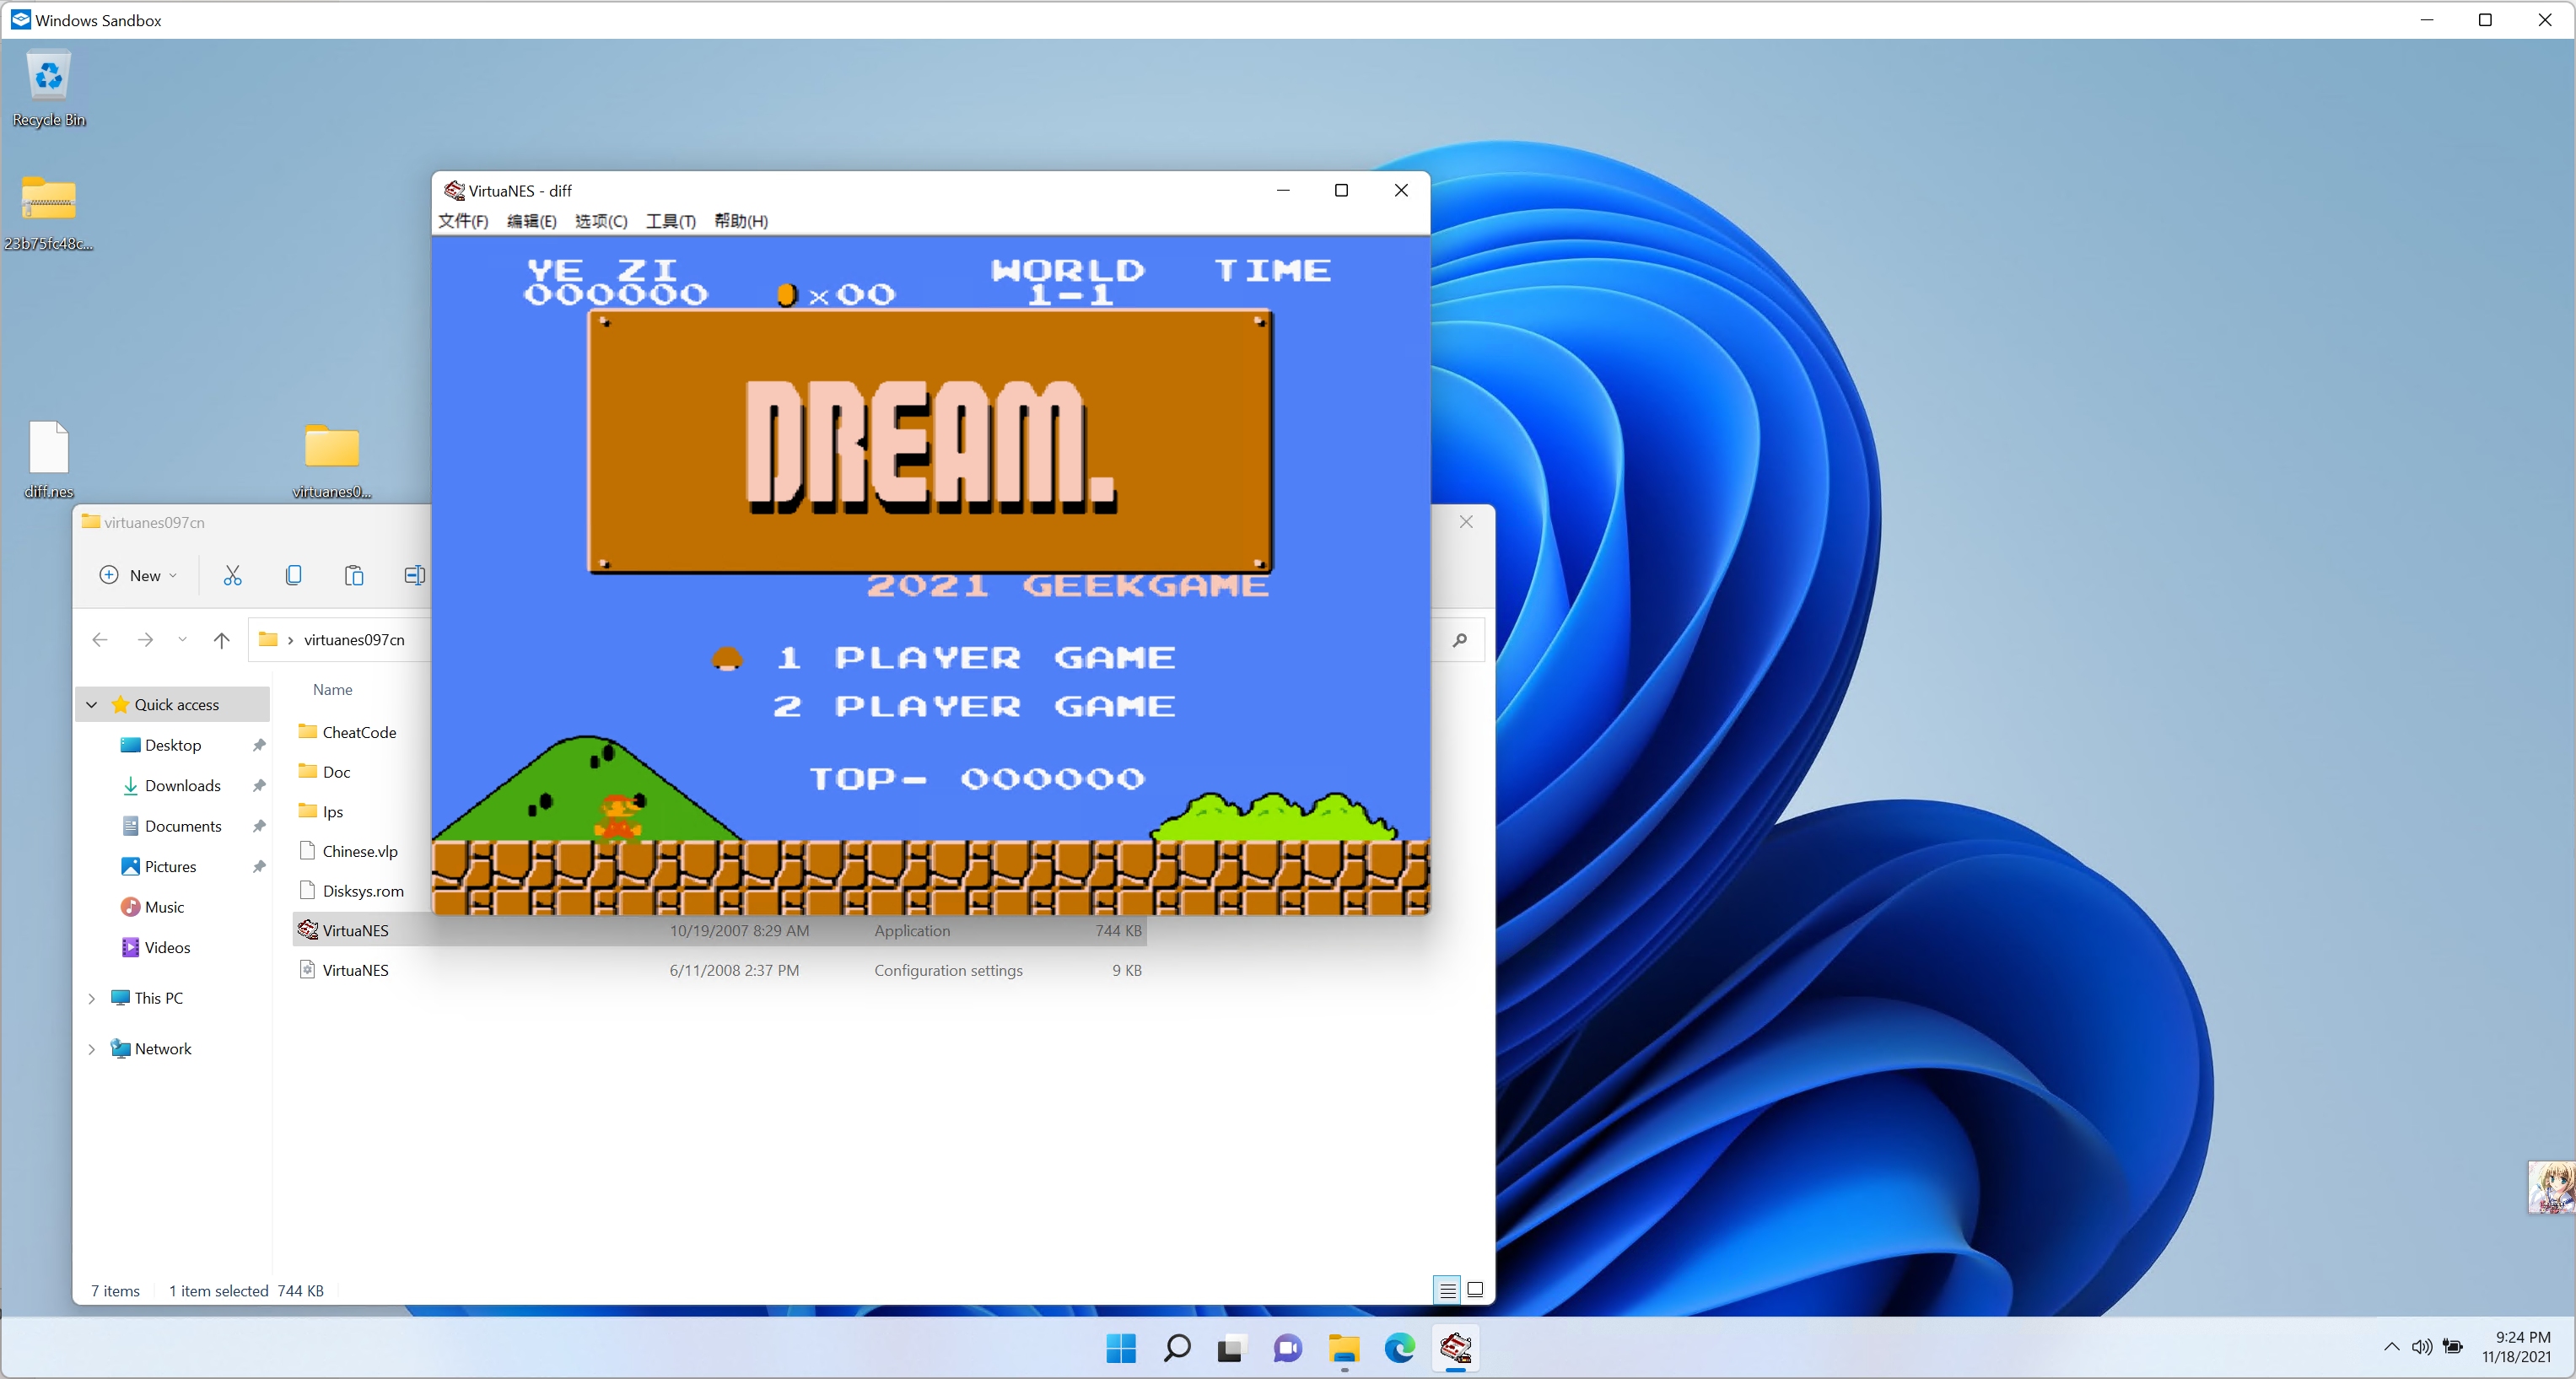 Windows Sandbox
Recycle Bin
23b75fc48c...
diff.nes
virtuanes0...
VirtuaNES - diff
文件(F) 编辑(E) 选项(C) 工具(T) 帮助(H)
YE ZI WORLD TIME
000000 ×00 1-1
DREAM.
2021 GEEKGAME
1 PLAYER GAME
2 PLAYER GAME
TOP- 000000
virtuanes097cn
New
virtuanes097cn
Quick access
Desktop
Downloads
Documents
Pictures
Music
Videos
This PC
Network
Name
CheatCode
Doc
Ips
Chinese.vlp
Disksys.rom
VirtuaNES 10/19/2007 8:29 AM Application 744 KB
VirtuaNES 6/11/2008 2:37 PM Configuration settings 9 KB
7 items 1 item selected 744 KB
9:24 PM
11/18/2021